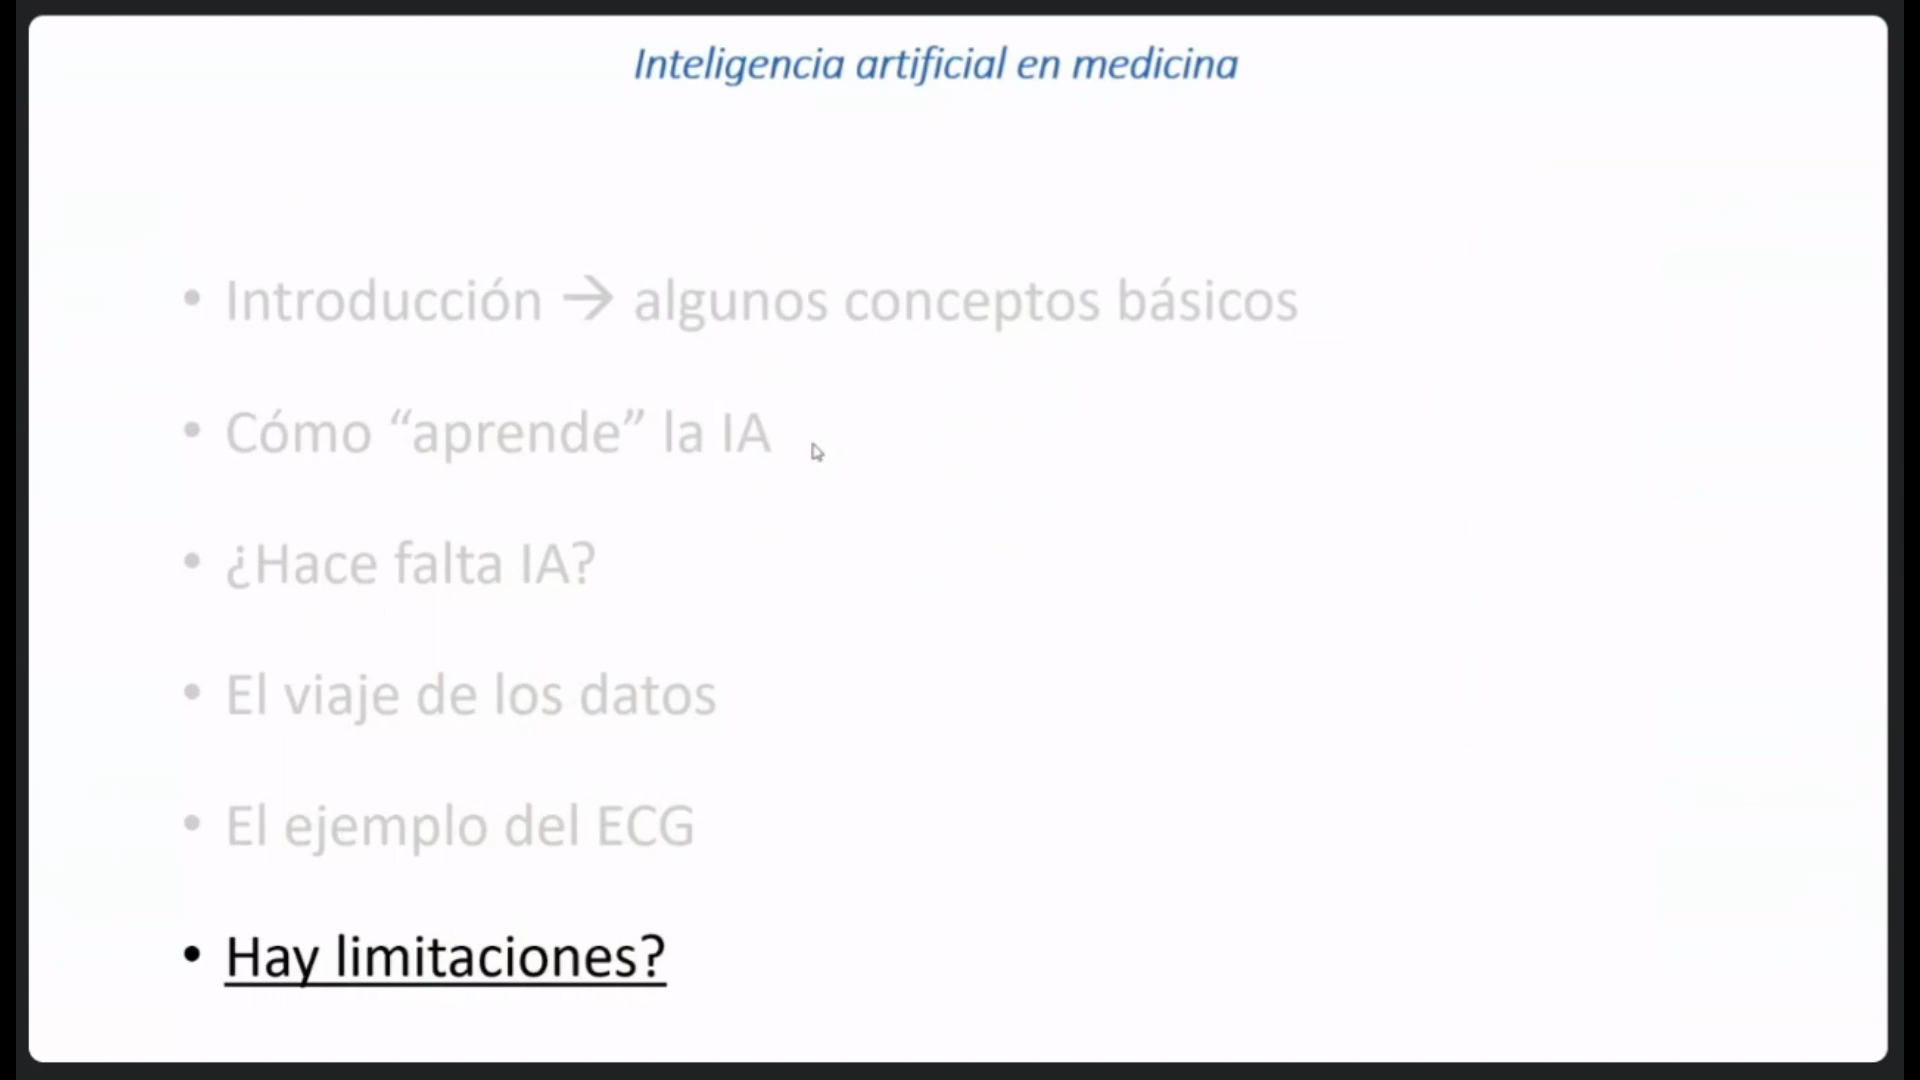 Inteligencia artificial en medicina
• Introducción → algunos conceptos básicos
• Cómo “aprende” la IA
• ¿Hace falta IA?
• El viaje de los datos
• El ejemplo del ECG
• Hay limitaciones?